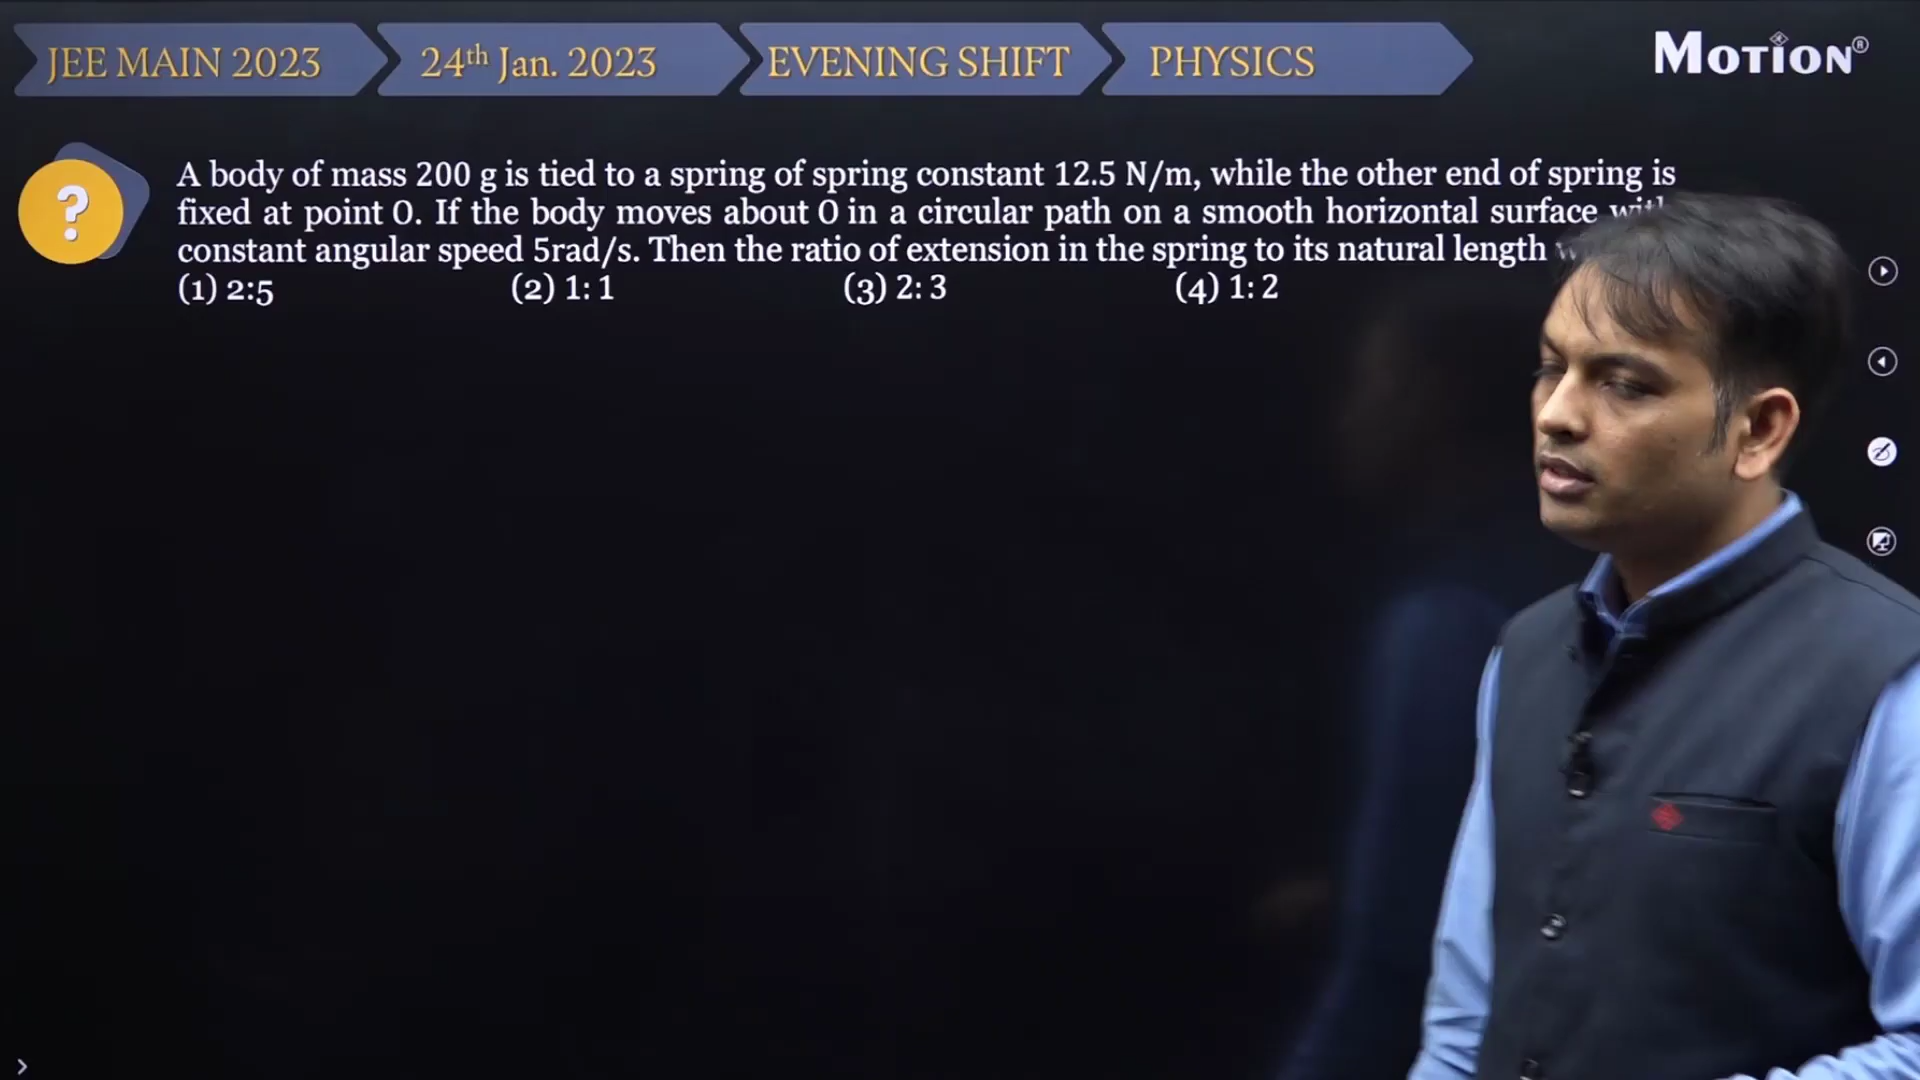 JEE MAIN 2023
24th Jan. 2023
EVENING SHIFT
PHYSICS
MOTION®
?
A body of mass 200 g is tied to a spring of spring constant 12.5 N/m, while the other end of spring is
fixed at point O. If the body moves about O in a circular path on a smooth horizontal surface with
constant angular speed 5rad/s. Then the ratio of extension in the spring to its natural length
(1) 2:5 (2) 1: 1 (3) 2: 3 (4) 1: 2